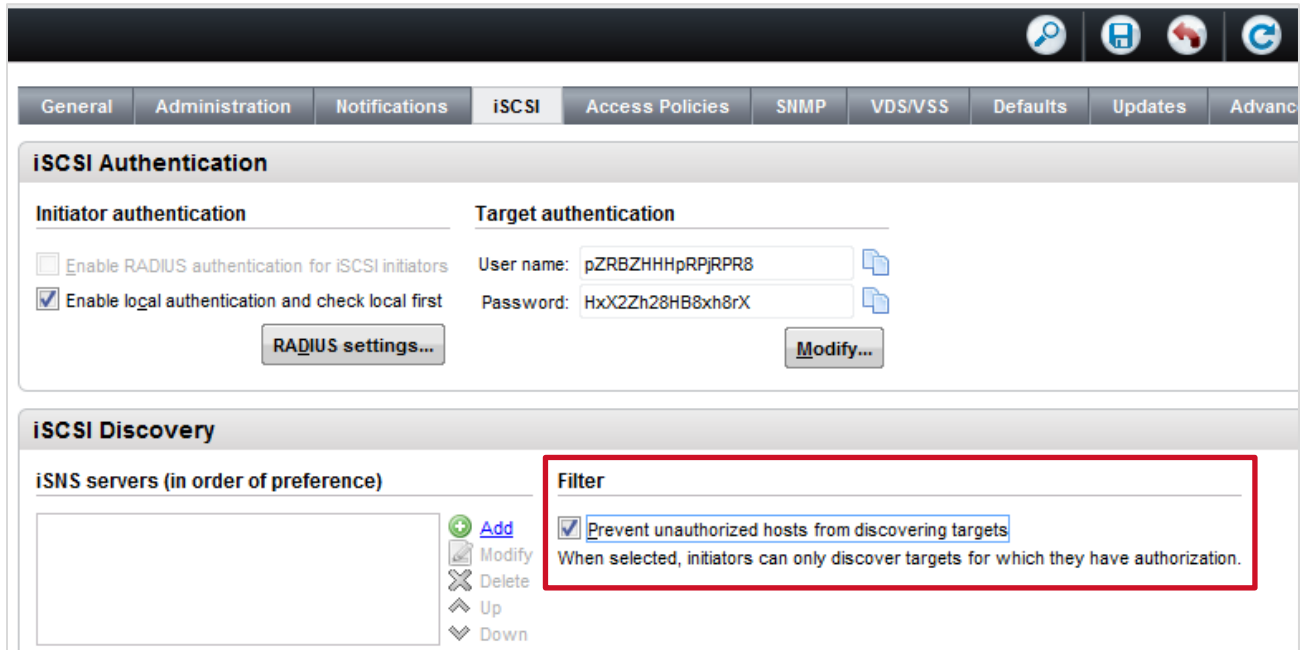 General Administration Notifications iSCSI Access Policies SNMP VDS/VSS Defaults Updates Advanc
iSCSI Authentication
Initiator authentication
Enable RADIUS authentication for iSCSI initiators
Enable local authentication and check local first
RADIUS settings...
Target authentication
User name: pZRBZHHHpRPjRPR8
Password: HxX2Zh28HB8xh8rX
Modify...
iSCSI Discovery
iSNS servers (in order of preference)
Add
Modify
Delete
Up
Down
Filter
Prevent unauthorized hosts from discovering targets
When selected, initiators can only discover targets for which they have authorization.